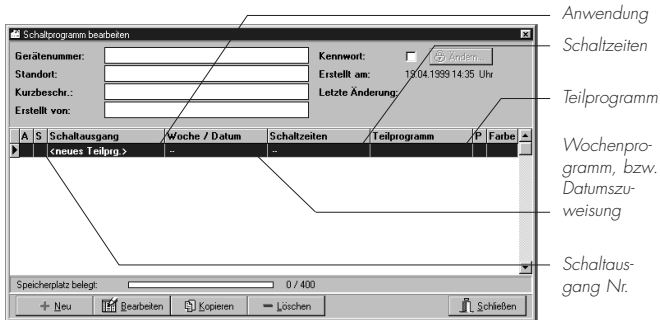 Anwendung
Schaltprogramm bearbeiten
Gerätenummer:
Kennwort:
Ändern...
Schaltzeiten
Standort:
Erstellt am: 19.04.1999 14:35 Uhr
Kurzbeschr.:
Letzte Änderung:
Erstellt von:
Teilprogramm
A S Schaltausgang Woche / Datum Schaltzeiten Teilprogramm P Farbe
<neues Teilprg.> -- --
Wochenpro-
gramm, bzw.
Datumszu-
weisung
Schaltaus-
gang Nr.
Speicherplatz belegt: 0 / 400
Neu Bearbeiten Kopieren Löschen Schließen